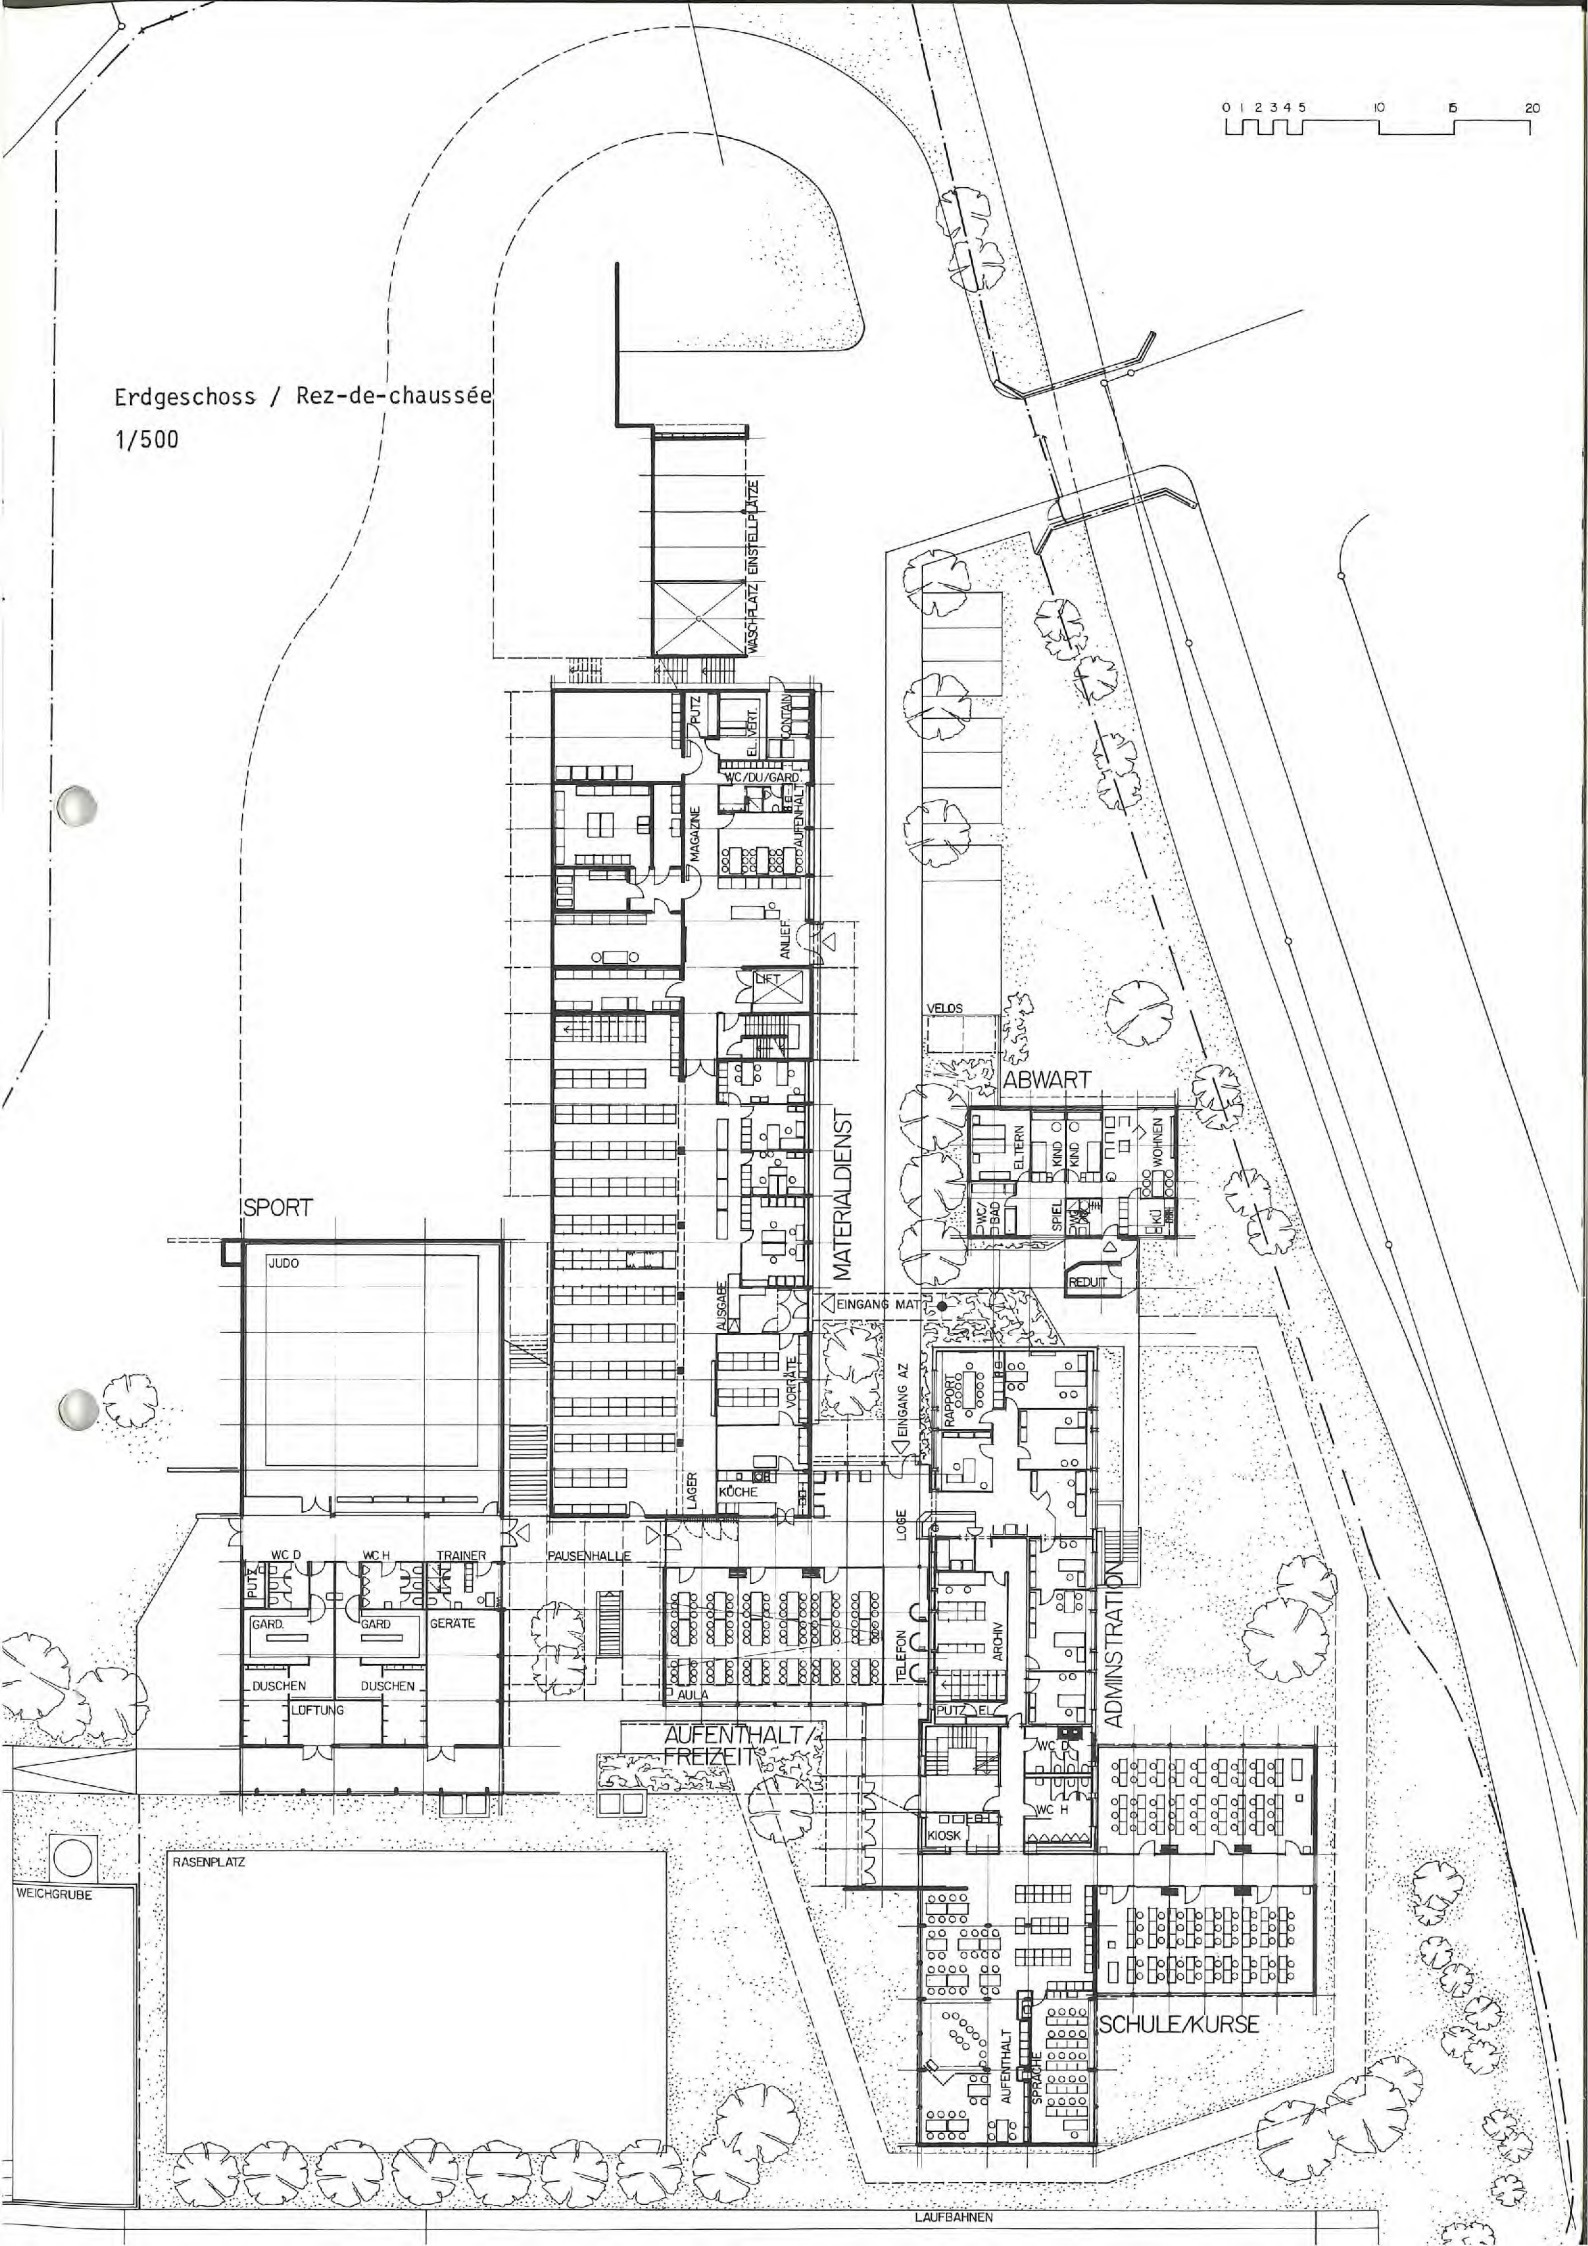 0 1 2 3 4 5 10 15 20
Erdgeschoss / Rez-de-chaussée
1/500
EINSTELLPLÄTZE
WASCHPLATZ
PUTZ
EL. VERT.
CONTAIN
WC/DU/GARD.
MAGAZINE
AUFENHALT
ANLIEF.
LIFT
VELOS
ABWART
ELTERN
KIND
KIND
WOHNEN
WC/
BAD
SPIEL
KÜ
REDUIT
MATERIALDIENST
SPORT
JUDO
AUSGABE
EINGANG MAT.
VORRÄTE
EINGANG AZ
RAPPORT
LAGER
KÜCHE
LOGE
PAUSENHALLE
WC D
WC H
TRAINER
PUTZ
GARD.
GARD
GERÄTE
DUSCHEN
DUSCHEN
LÜFTUNG
AULA
TELEFON
ARCHIV
ADMINSTRATION
PUTZ
EL.
AUFENTHALT/
FREIZEIT
WC D
WC H
KIOSK
RASENPLATZ
WEICHGRUBE
SCHULE/KURSE
AUFENTHALT
SPRACHE
LAUFBAHNEN